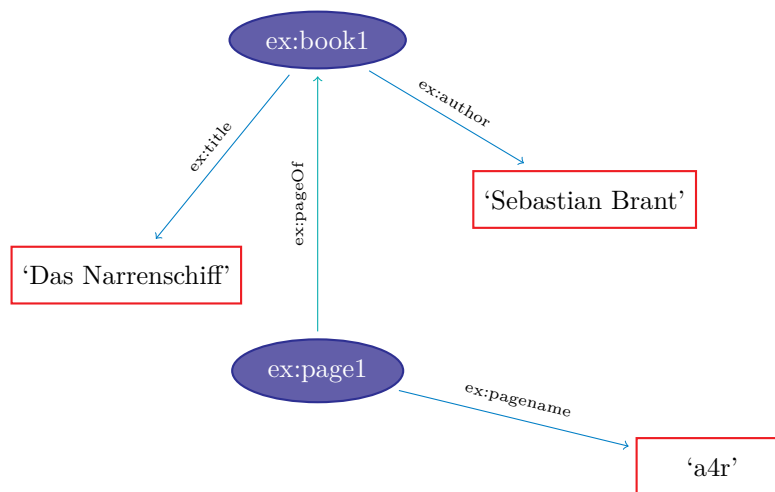 ex:book1
ex:author
ex:title
ex:pageOf
‘Sebastian Brant’
‘Das Narrenschiff’
ex:page1
ex:pagename
‘a4r’